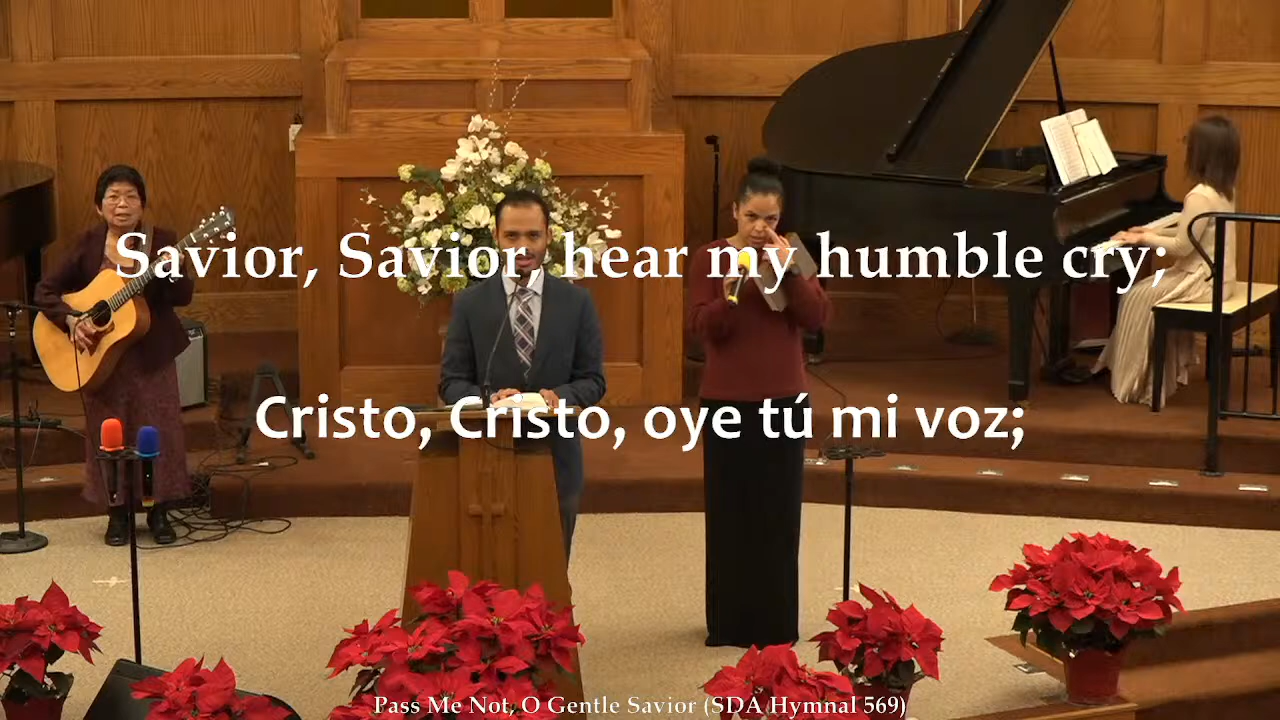 Savior, Savior, hear my humble cry;
Cristo, Cristo, oye tú mi voz;
Pass Me Not, O Gentle Savior (SDA Hymnal 569)